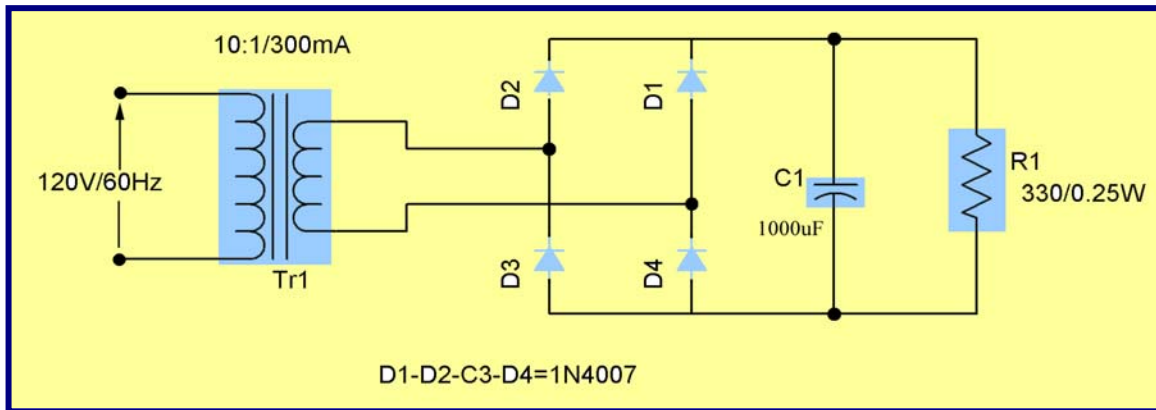 10:1/300mA
D2
D1
120V/60Hz
C1
1000uF
R1
330/0.25W
D3
D4
Tr1
D1-D2-C3-D4=1N4007